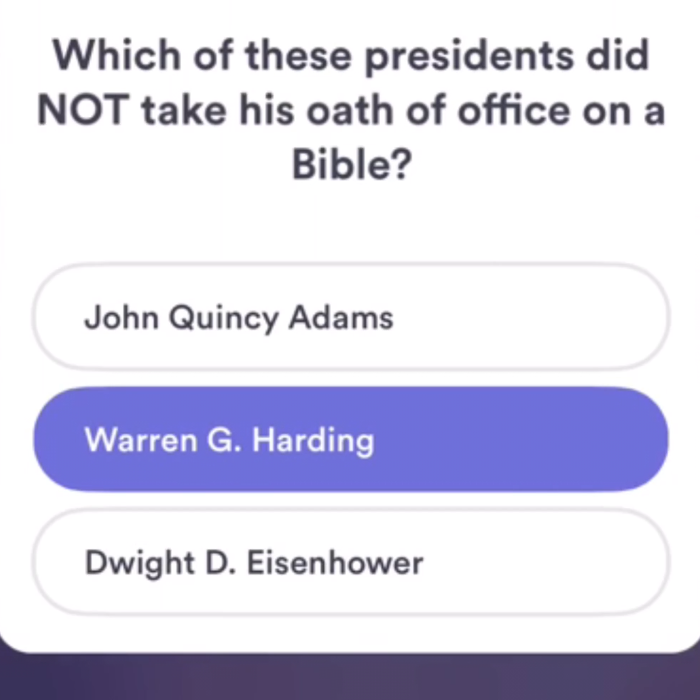 Which of these presidents did
NOT take his oath of office on a
Bible?
John Quincy Adams
Warren G. Harding
Dwight D. Eisenhower